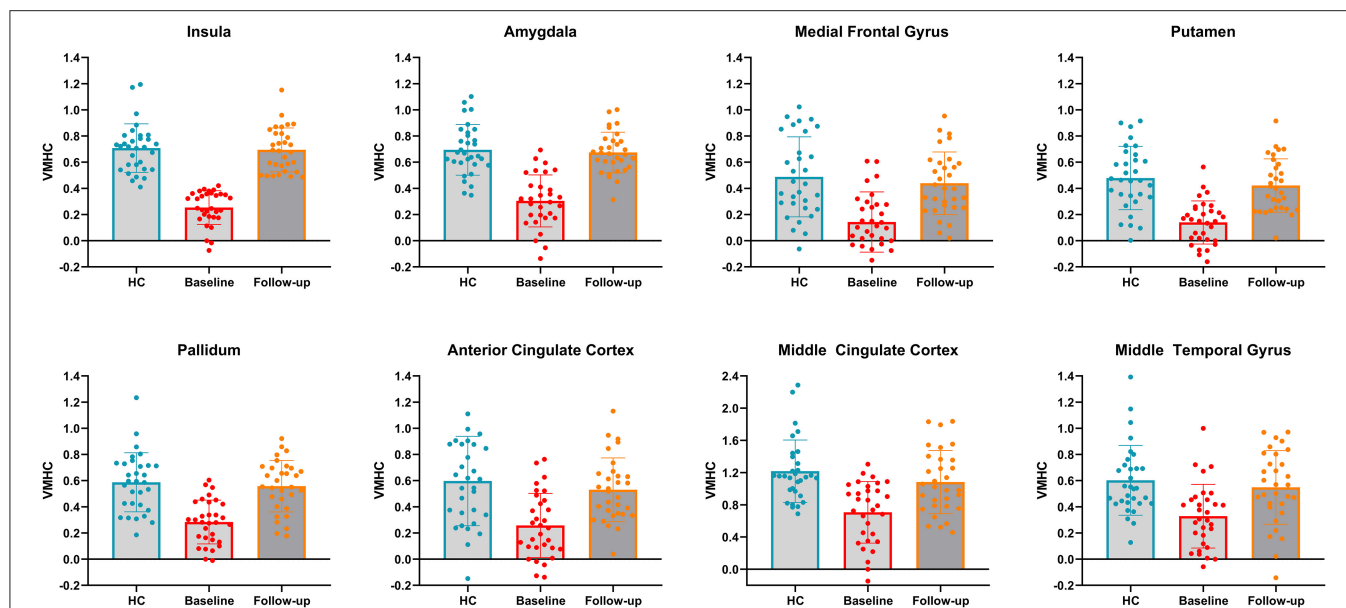 Insula
VMHC
1.4
1.2
1.0
0.8
0.6
0.4
0.2
0.0
-0.2
HC Baseline Follow-up
Amygdala
VMHC
1.4
1.2
1.0
0.8
0.6
0.4
0.2
0.0
-0.2
HC Baseline Follow-up
Medial Frontal Gyrus
VMHC
1.4
1.2
1.0
0.8
0.6
0.4
0.2
0.0
-0.2
HC Baseline Follow-up
Putamen
VMHC
1.4
1.2
1.0
0.8
0.6
0.4
0.2
0.0
-0.2
HC Baseline Follow-up
Pallidum
VMHC
1.4
1.2
1.0
0.8
0.6
0.4
0.2
0.0
-0.2
HC Baseline Follow-up
Anterior Cingulate Cortex
VMHC
1.4
1.2
1.0
0.8
0.6
0.4
0.2
0.0
-0.2
HC Baseline Follow-up
Middle Cingulate Cortex
VMHC
2.4
2.0
1.6
1.2
0.8
0.4
0.0
HC Baseline Follow-up
Middle Temporal Gyrus
VMHC
1.4
1.2
1.0
0.8
0.6
0.4
0.2
0.0
-0.2
HC Baseline Follow-up